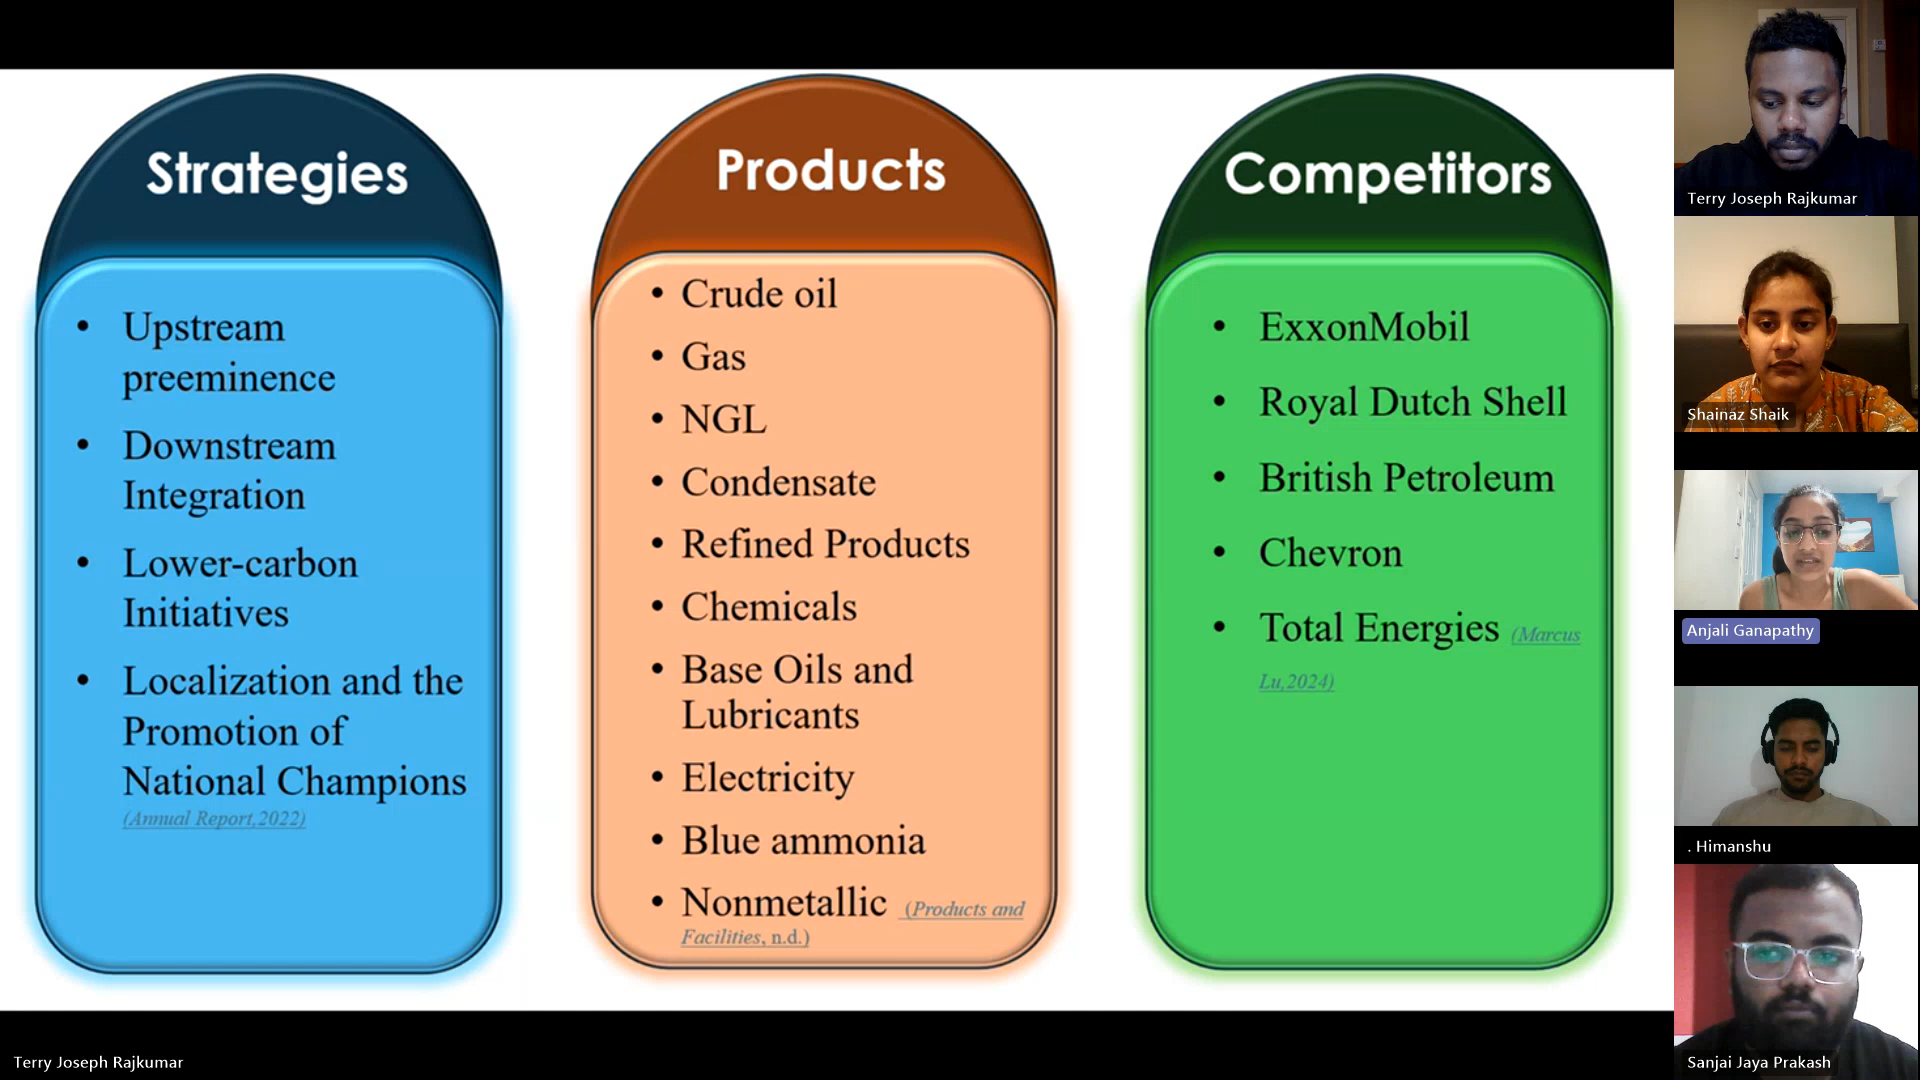 Strategies
• Upstream
preeminence
• Downstream
Integration
• Lower-carbon
Initiatives
• Localization and the
Promotion of
National Champions
(Annual Report,2022)
Products
• Crude oil
• Gas
• NGL
• Condensate
• Refined Products
• Chemicals
• Base Oils and
Lubricants
• Electricity
• Blue ammonia
• Nonmetallic (Products and
Facilities, n.d.)
Competitors
• ExxonMobil
• Royal Dutch Shell
• British Petroleum
• Chevron
• Total Energies (Marcus
Lu,2024)
Terry Joseph Rajkumar
Shainaz Shaik
Anjali Ganapathy
. Himanshu
Sanjai Jaya Prakash
Terry Joseph Rajkumar